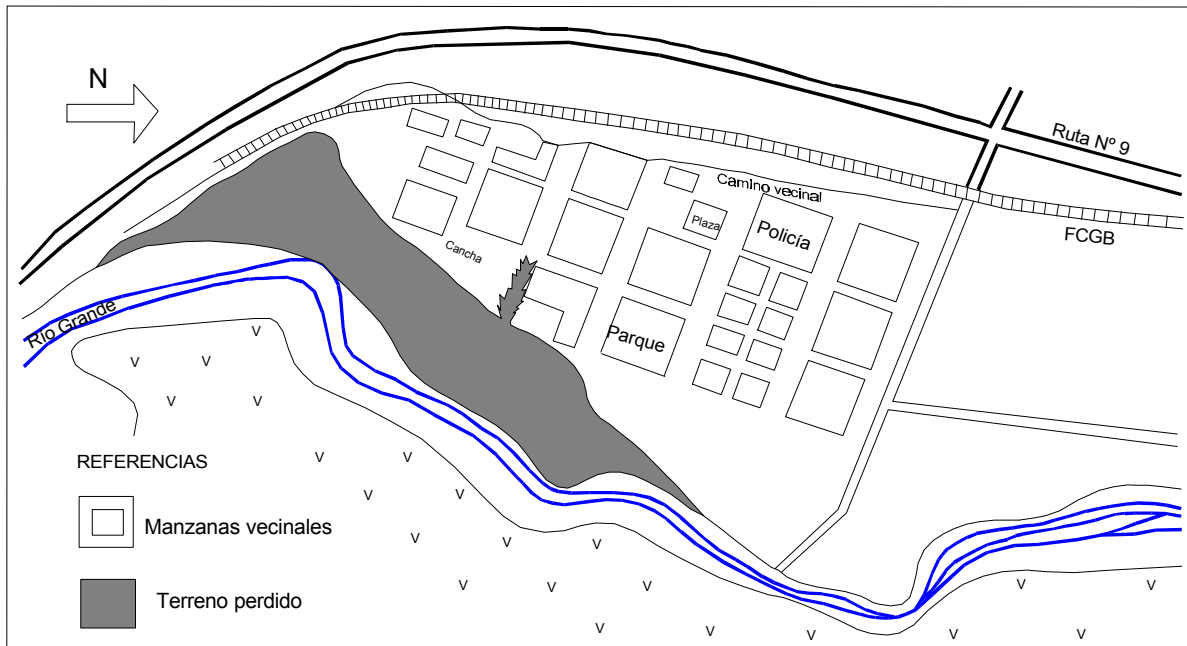 N
Ruta Nº 9
Camino vecinal
FCGB
Plaza
Policía
Cancha
Río Grande
Parque
V V V
V V
V V
V V
V V V
V V V
V V
V V V V V
REFERENCIAS
Manzanas vecinales
Terreno perdido